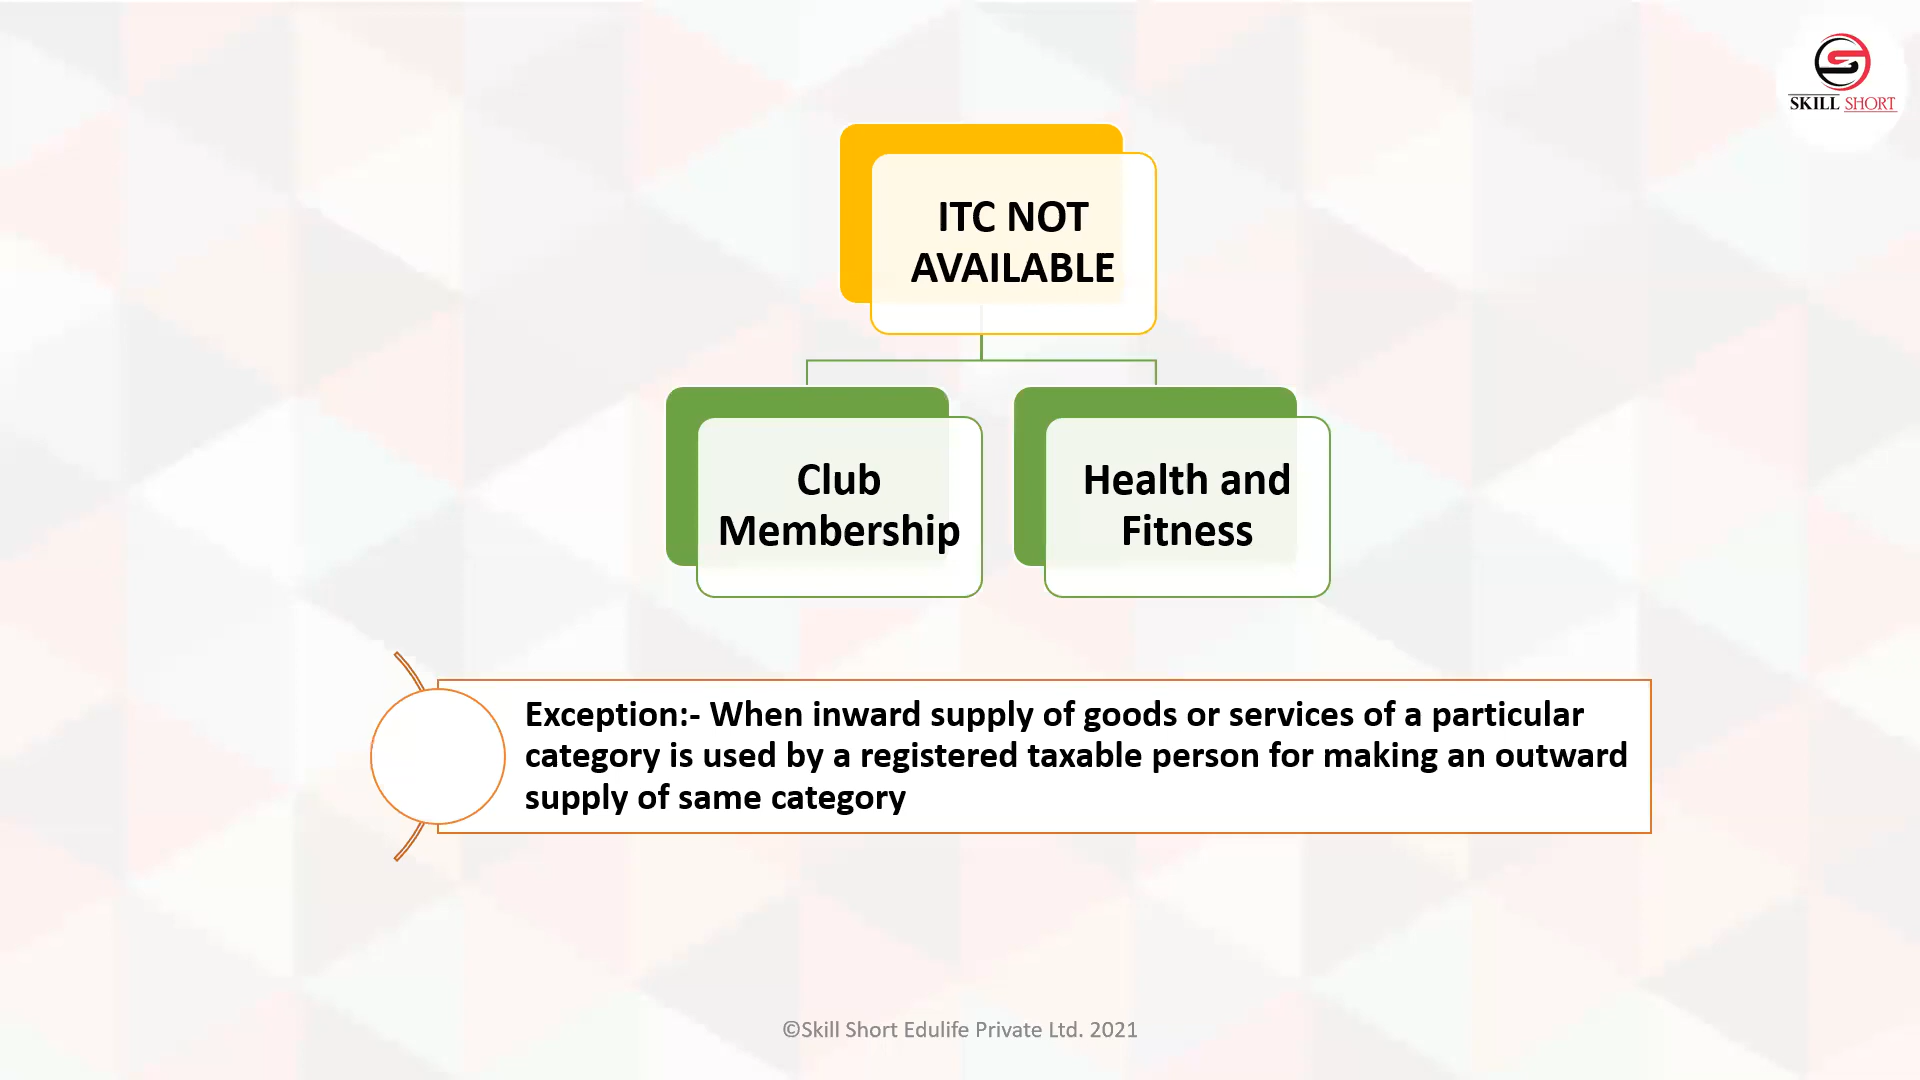 SKILL SHORT
ITC NOT
AVAILABLE
Club
Membership
Health and
Fitness
Exception:- When inward supply of goods or services of a particular
category is used by a registered taxable person for making an outward
supply of same category
©Skill Short Edulife Private Ltd. 2021